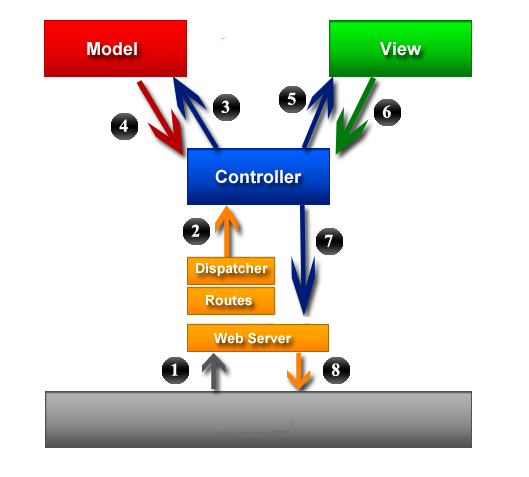 Model
View
3
5
4
6
Controller
2
7
Dispatcher
Routes
Web Server
1
8